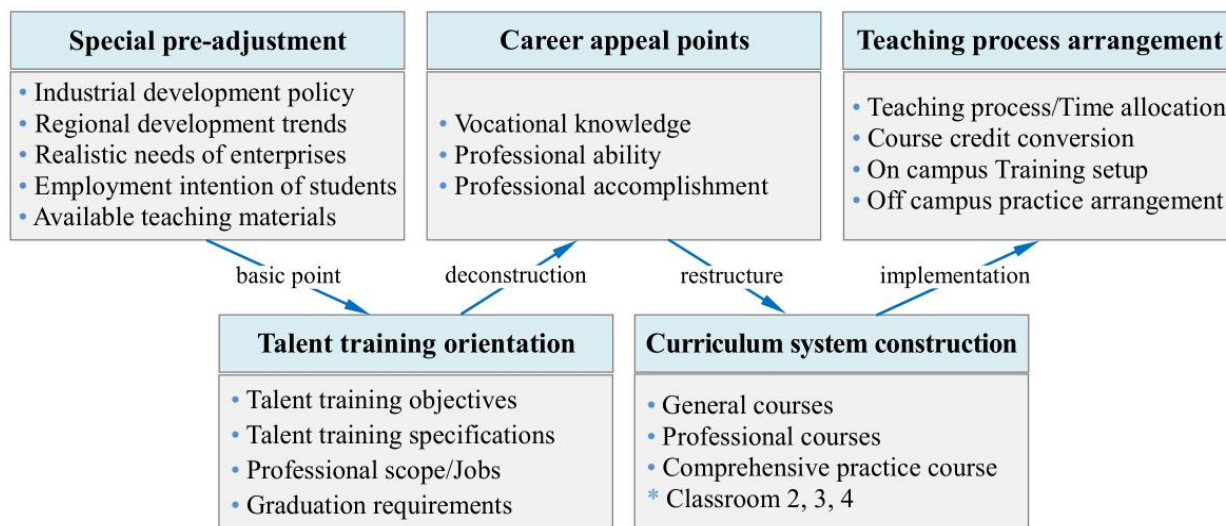 Special pre-adjustment
• Industrial development policy
• Regional development trends
• Realistic needs of enterprises
• Employment intention of students
• Available teaching materials
basic point
Talent training orientation
• Talent training objectives
• Talent training specifications
• Professional scope/Jobs
• Graduation requirements
deconstruction
Career appeal points
• Vocational knowledge
• Professional ability
• Professional accomplishment
restructure
Curriculum system construction
• General courses
• Professional courses
• Comprehensive practice course
* Classroom 2, 3, 4
implementation
Teaching process arrangement
• Teaching process/Time allocation
• Course credit conversion
• On campus Training setup
• Off campus practice arrangement